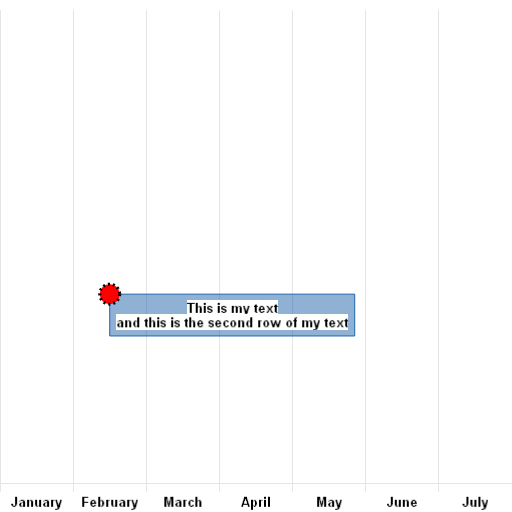 This is my text
and this is the second row of my text
January February March April May June July